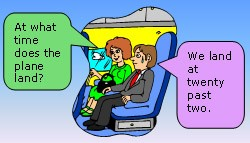 At what
time
does the
plane
land?
We land
at
twenty
past
two.